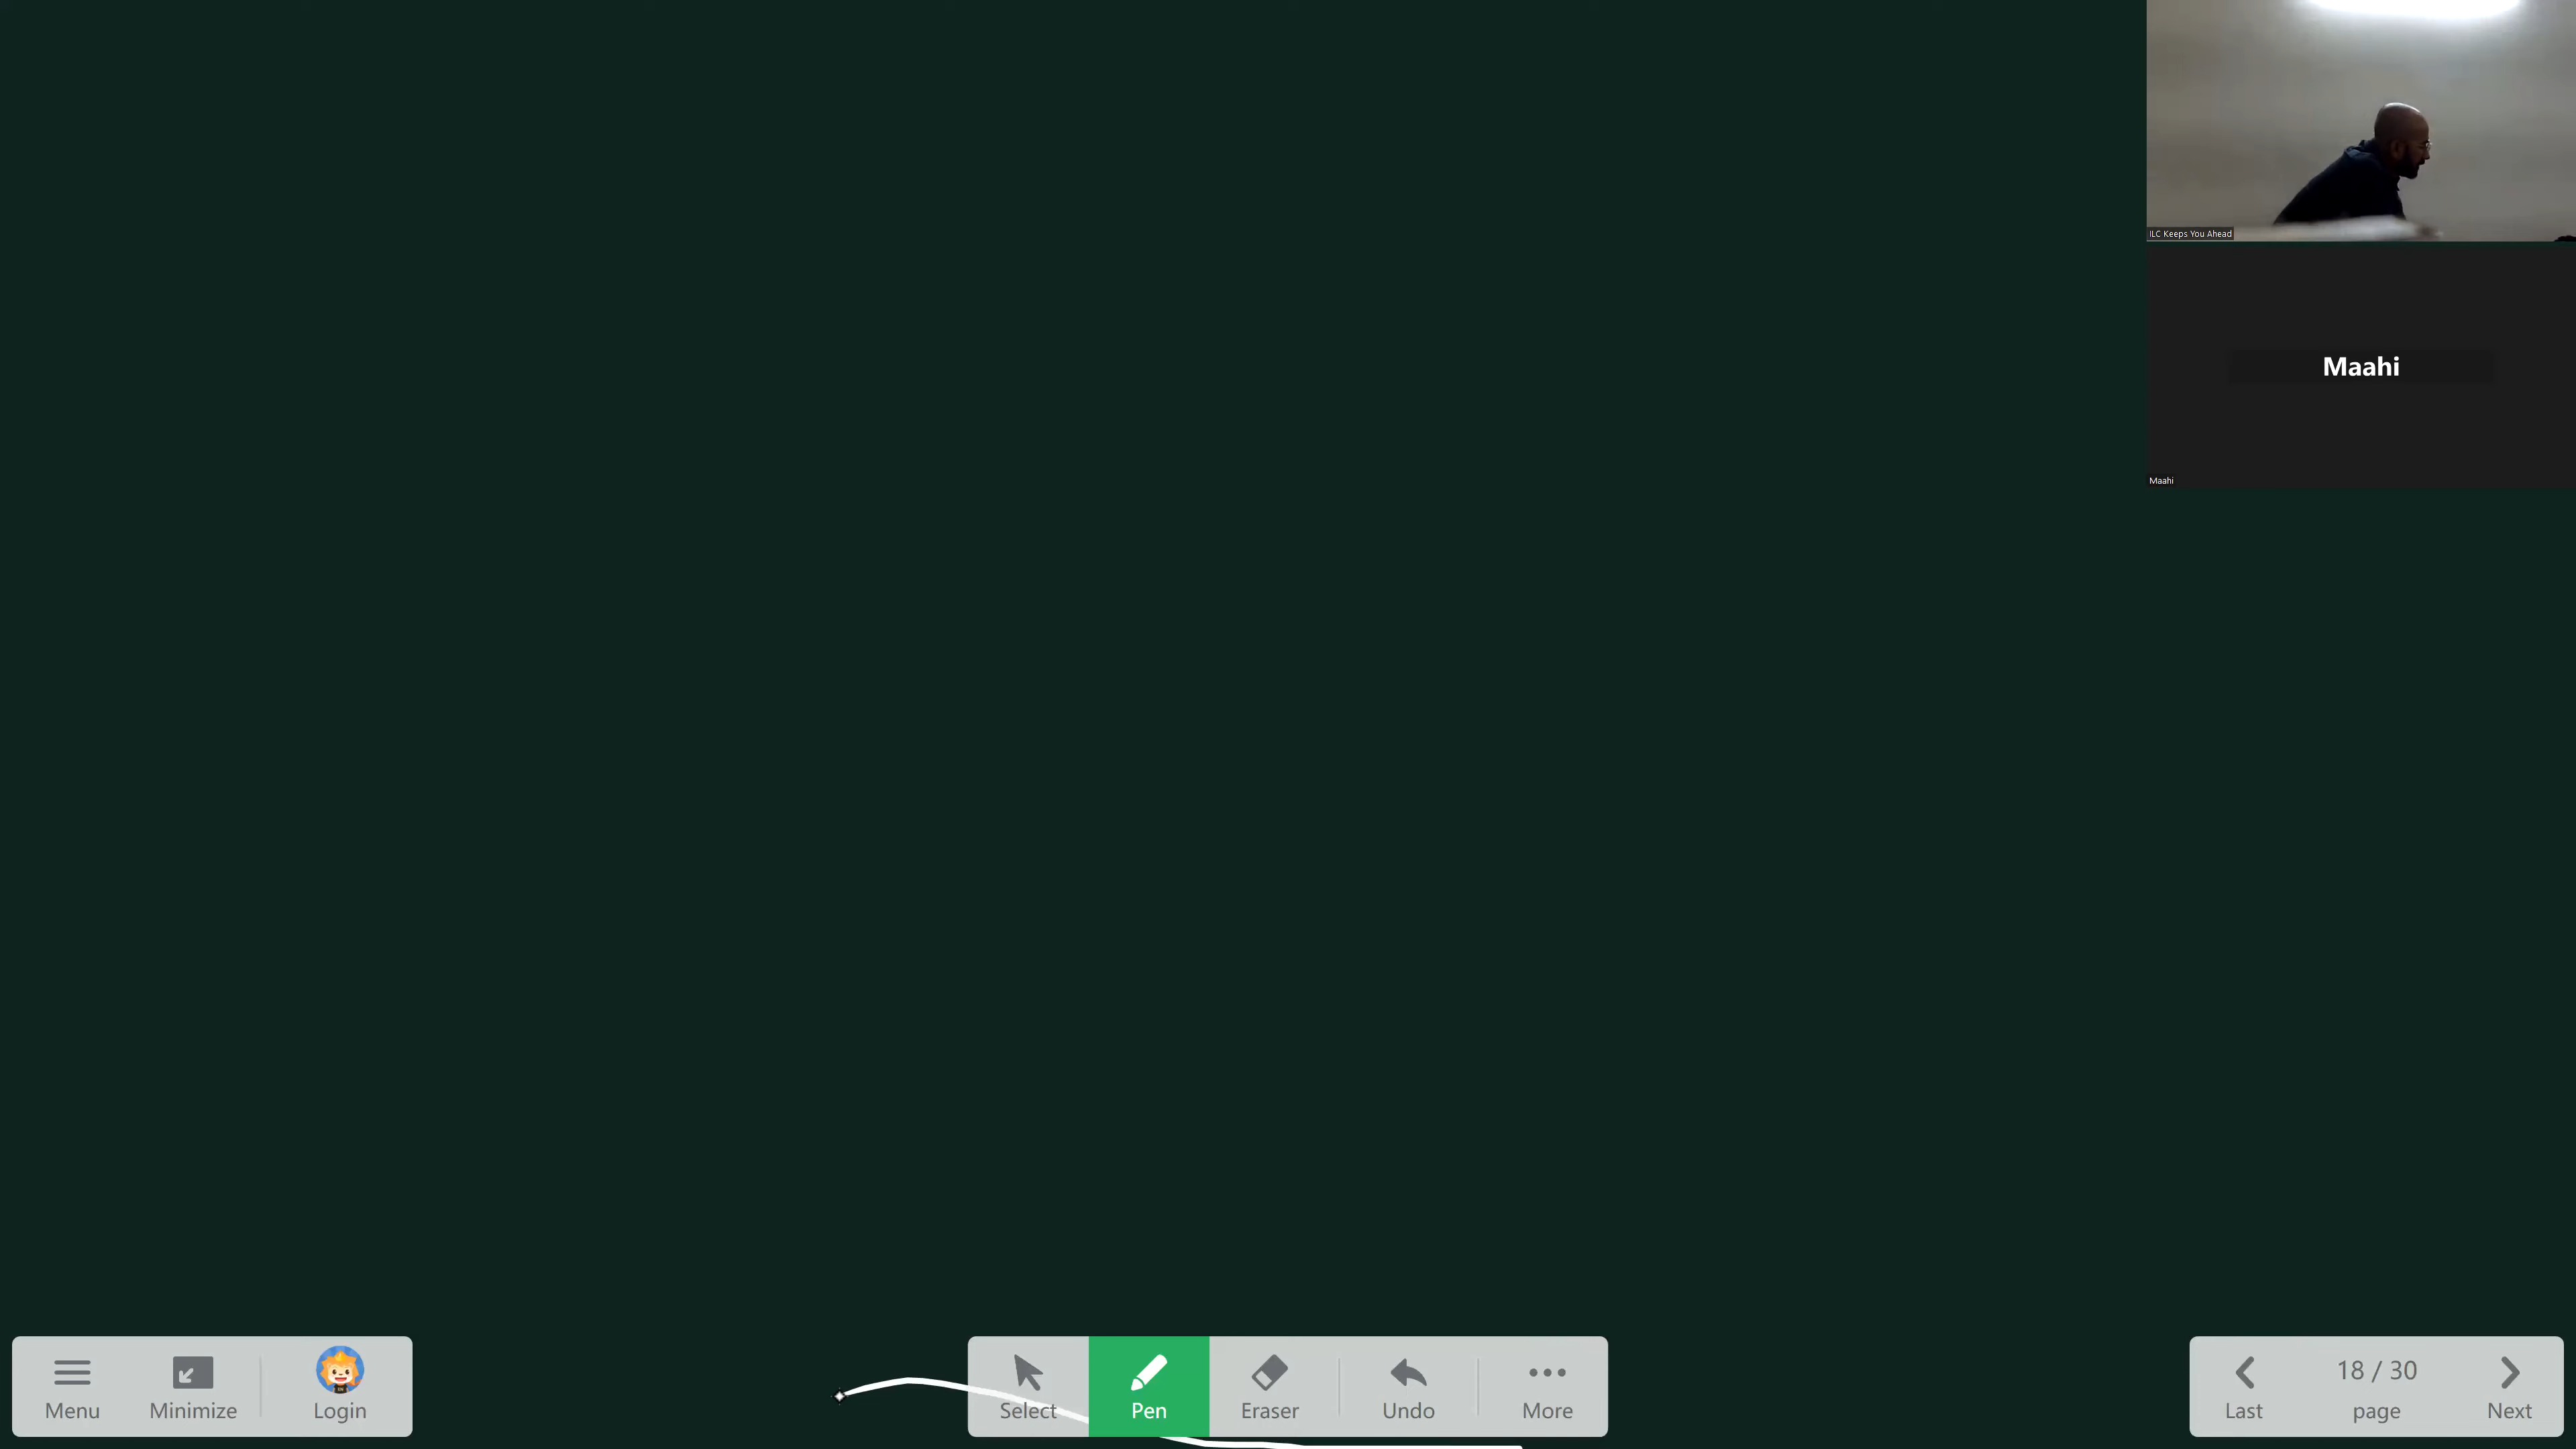 ILC Keeps You Ahead
Maahi
Maahi
Menu
Minimize
Login
Select
Pen
Eraser
Undo
More
Last
18 / 30
page
Next